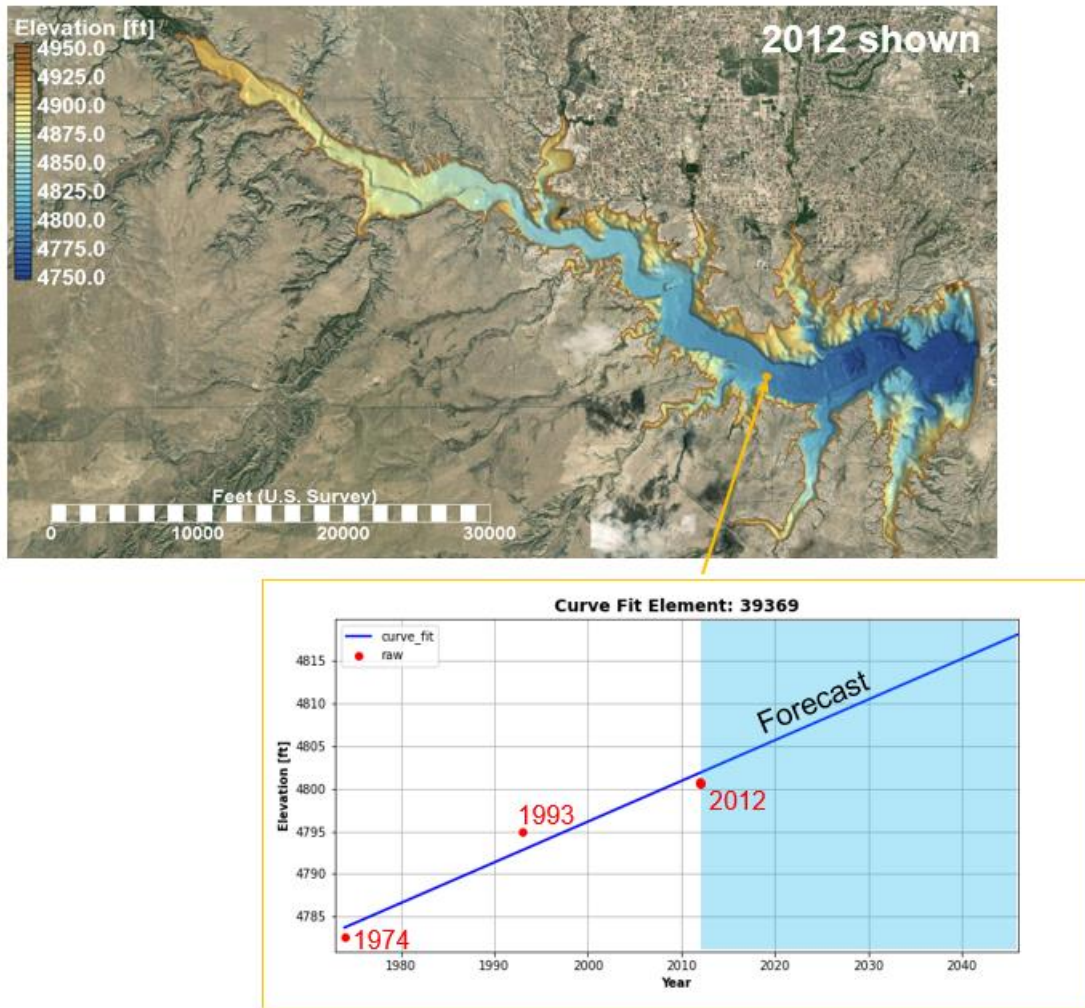 Elevation [ft]
2012 shown
4950.0
4925.0
4900.0
4875.0
4850.0
4825.0
4800.0
4775.0
4750.0
Feet (U.S. Survey)
0 10000 20000 30000
Curve Fit Element: 39369
curve_fit
raw
4815
4810
4805
4800
4795
4790
4785
Elevation [ft]
Forecast
2012
1993
1974
1980 1990 2000 2010 2020 2030 2040
Year